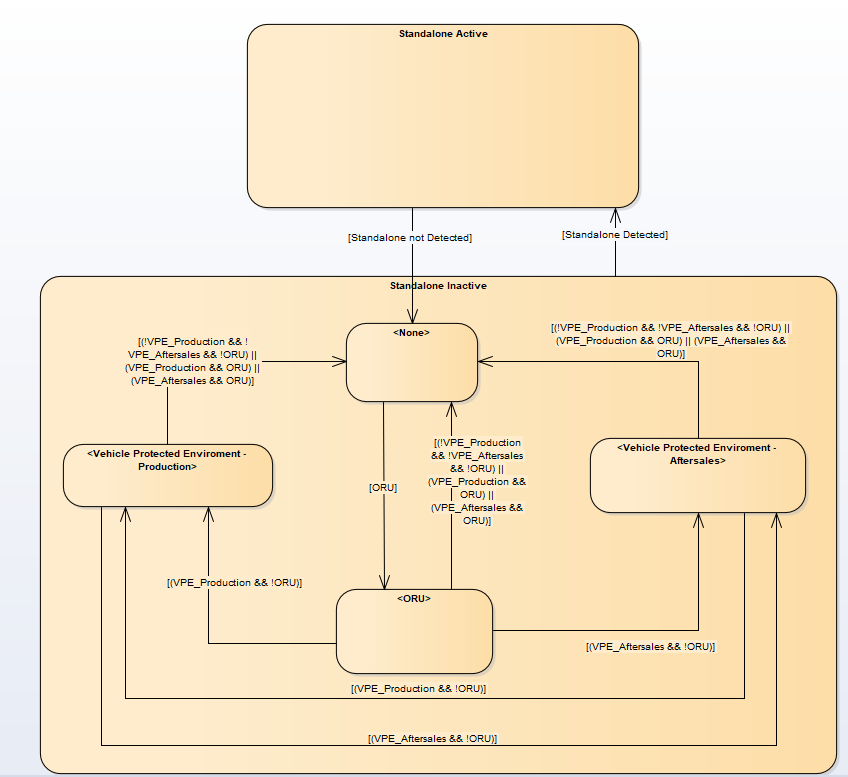 Standalone Active
[Standalone not Detected]
[Standalone Detected]
Standalone Inactive
<None>
[(!VPE_Production && !
VPE_Aftersales && !ORU) ||
(VPE_Production && ORU) ||
(VPE_Aftersales && ORU)]
[(!VPE_Production && !VPE_Aftersales && !ORU) ||
(VPE_Production && ORU) || (VPE_Aftersales &&
ORU)]
<Vehicle Protected Enviroment -
Production>
[(!VPE_Production
&& !VPE_Aftersales
&& !ORU) ||
(VPE_Production &&
ORU) ||
(VPE_Aftersales &&
ORU)]
<Vehicle Protected Enviroment -
Aftersales>
[ORU]
[(VPE_Production && !ORU)]
<ORU>
[(VPE_Aftersales && !ORU)]
[(VPE_Production && !ORU)]
[(VPE_Aftersales && !ORU)]